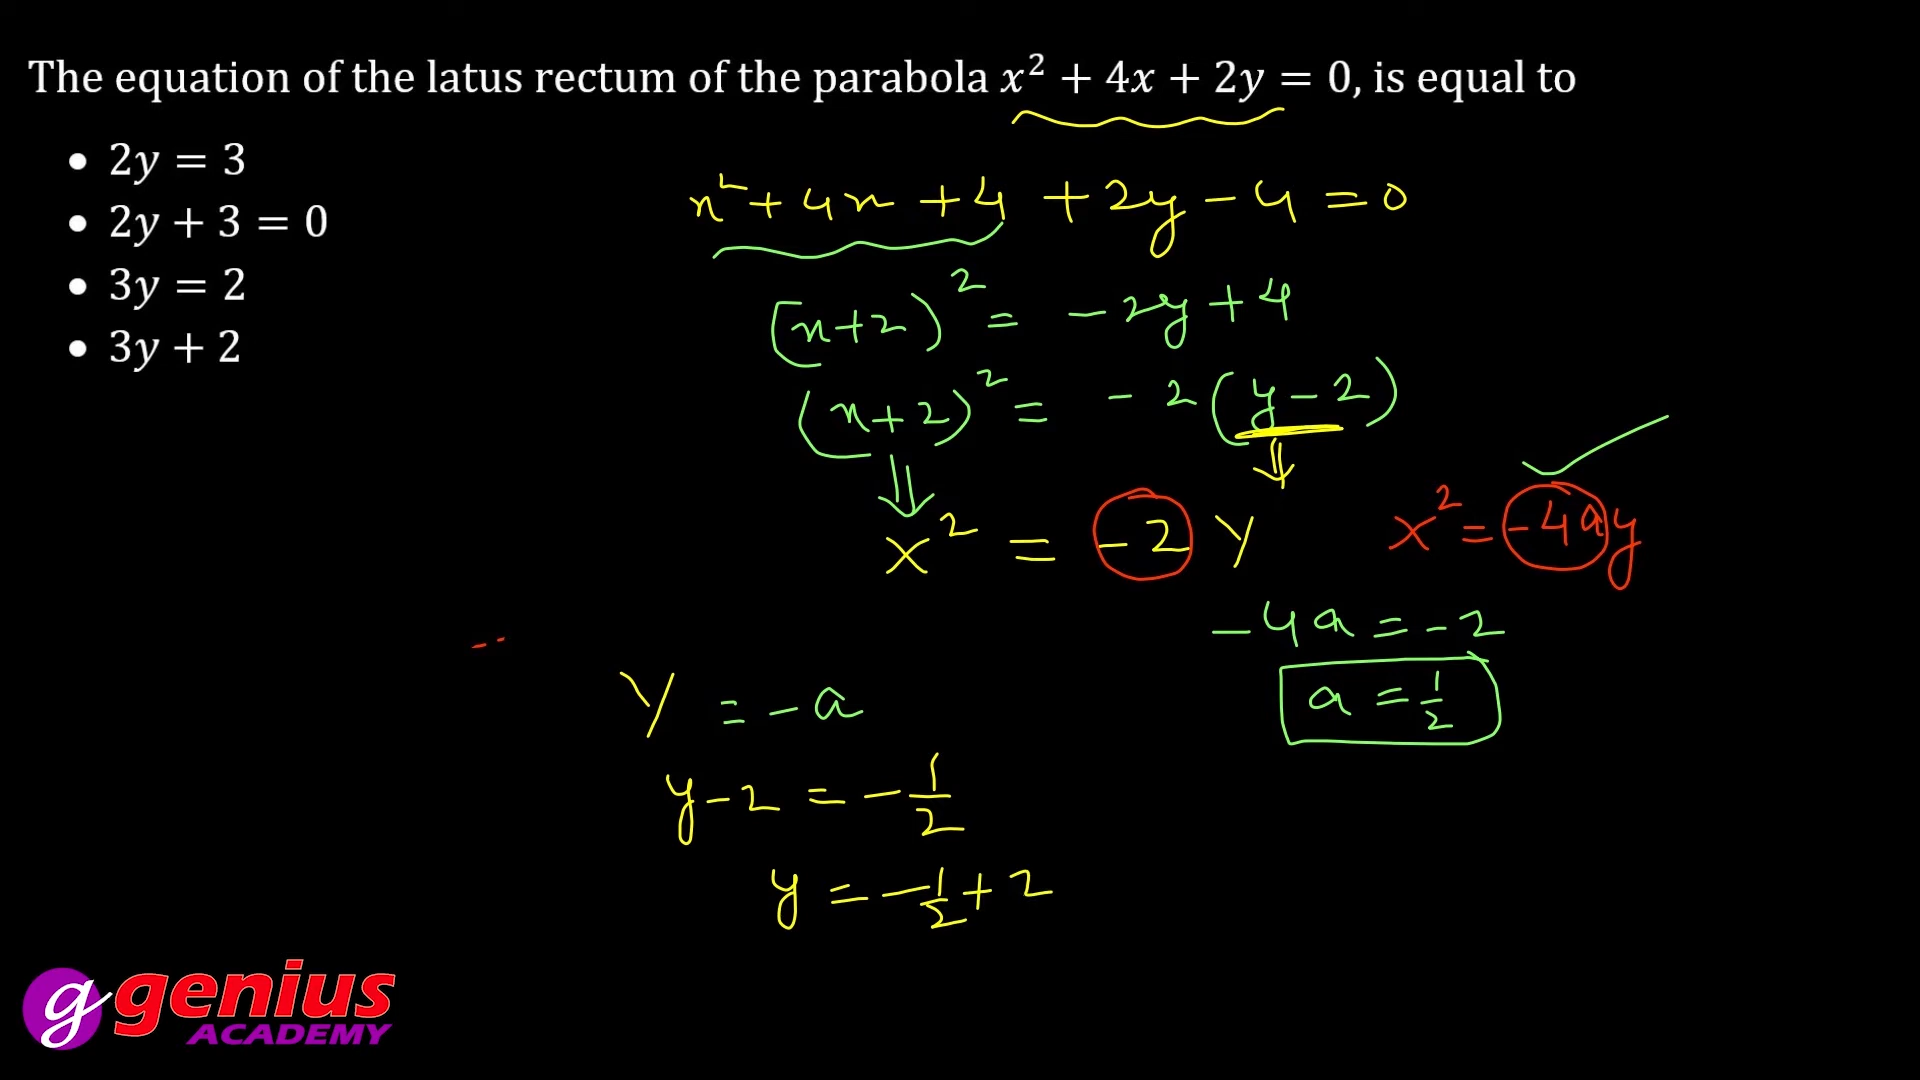 The equation of the latus rectum of the parabola x² + 4x + 2y = 0, is equal to
• 2y = 3
• 2y + 3 = 0
• 3y = 2
• 3y + 2
x² + 4x + 4 + 2y - 4 = 0
(x+2)² = - 2y + 4
(x+2)² = - 2 (y - 2)
X² = - 2 Y
X² = - 4ay
- 4a = - 2
a = 1/2
Y = - a
y - 2 = - 1/2
y = - 1/2 + 2
g genius
ACADEMY